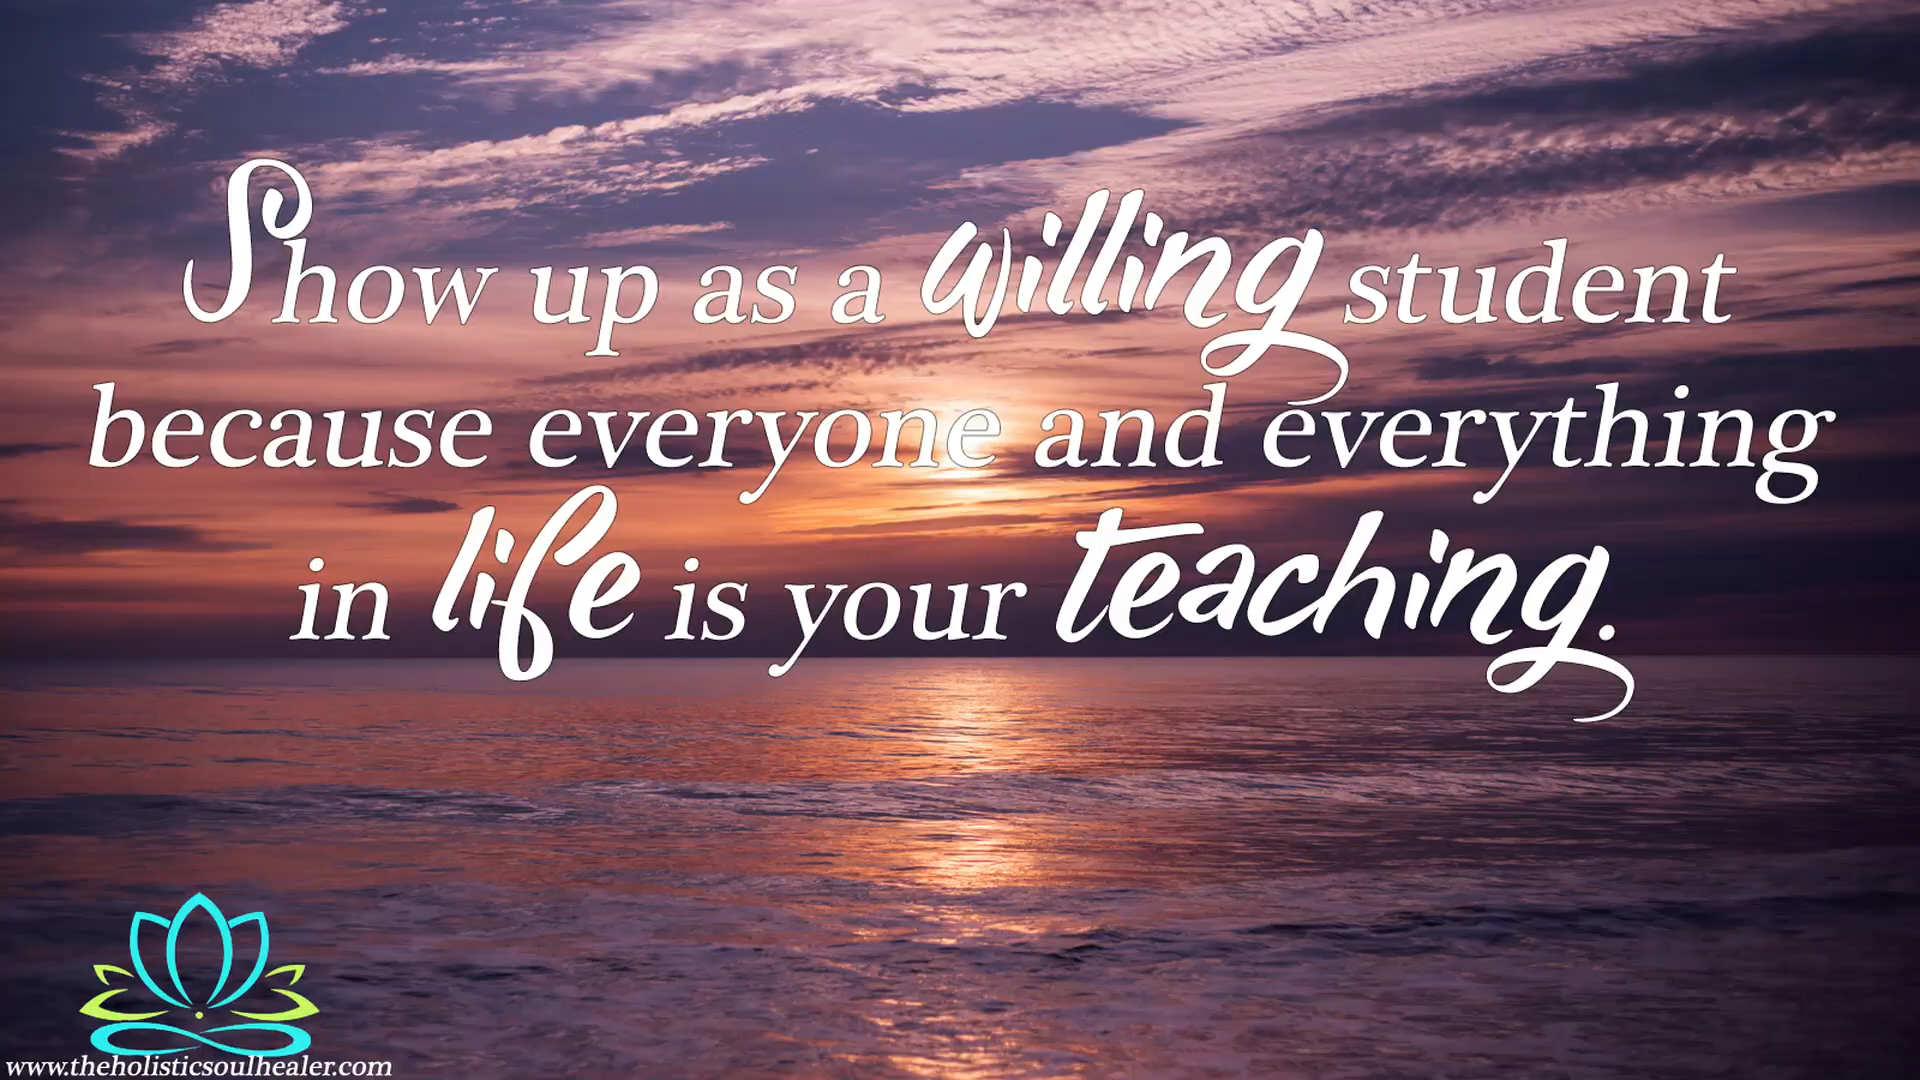 Show up as a willing student
because everyone and everything
in life is your teaching.
www.theholisticsoulhealer.com